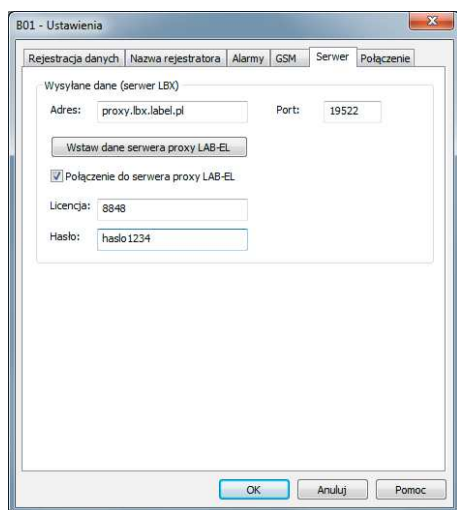 B01 - Ustawienia
Rejestracja danych Nazwa rejestratora Alarmy GSM Serwer Połączenie
Wysyłane dane (serwer LBX)
Adres: proxy.lbx.label.pl Port: 19522
Wstaw dane serwera proxy LAB-EL
Połączenie do serwera proxy LAB-EL
Licencja: 8848
Hasło: haslo1234
OK Anuluj Pomoc